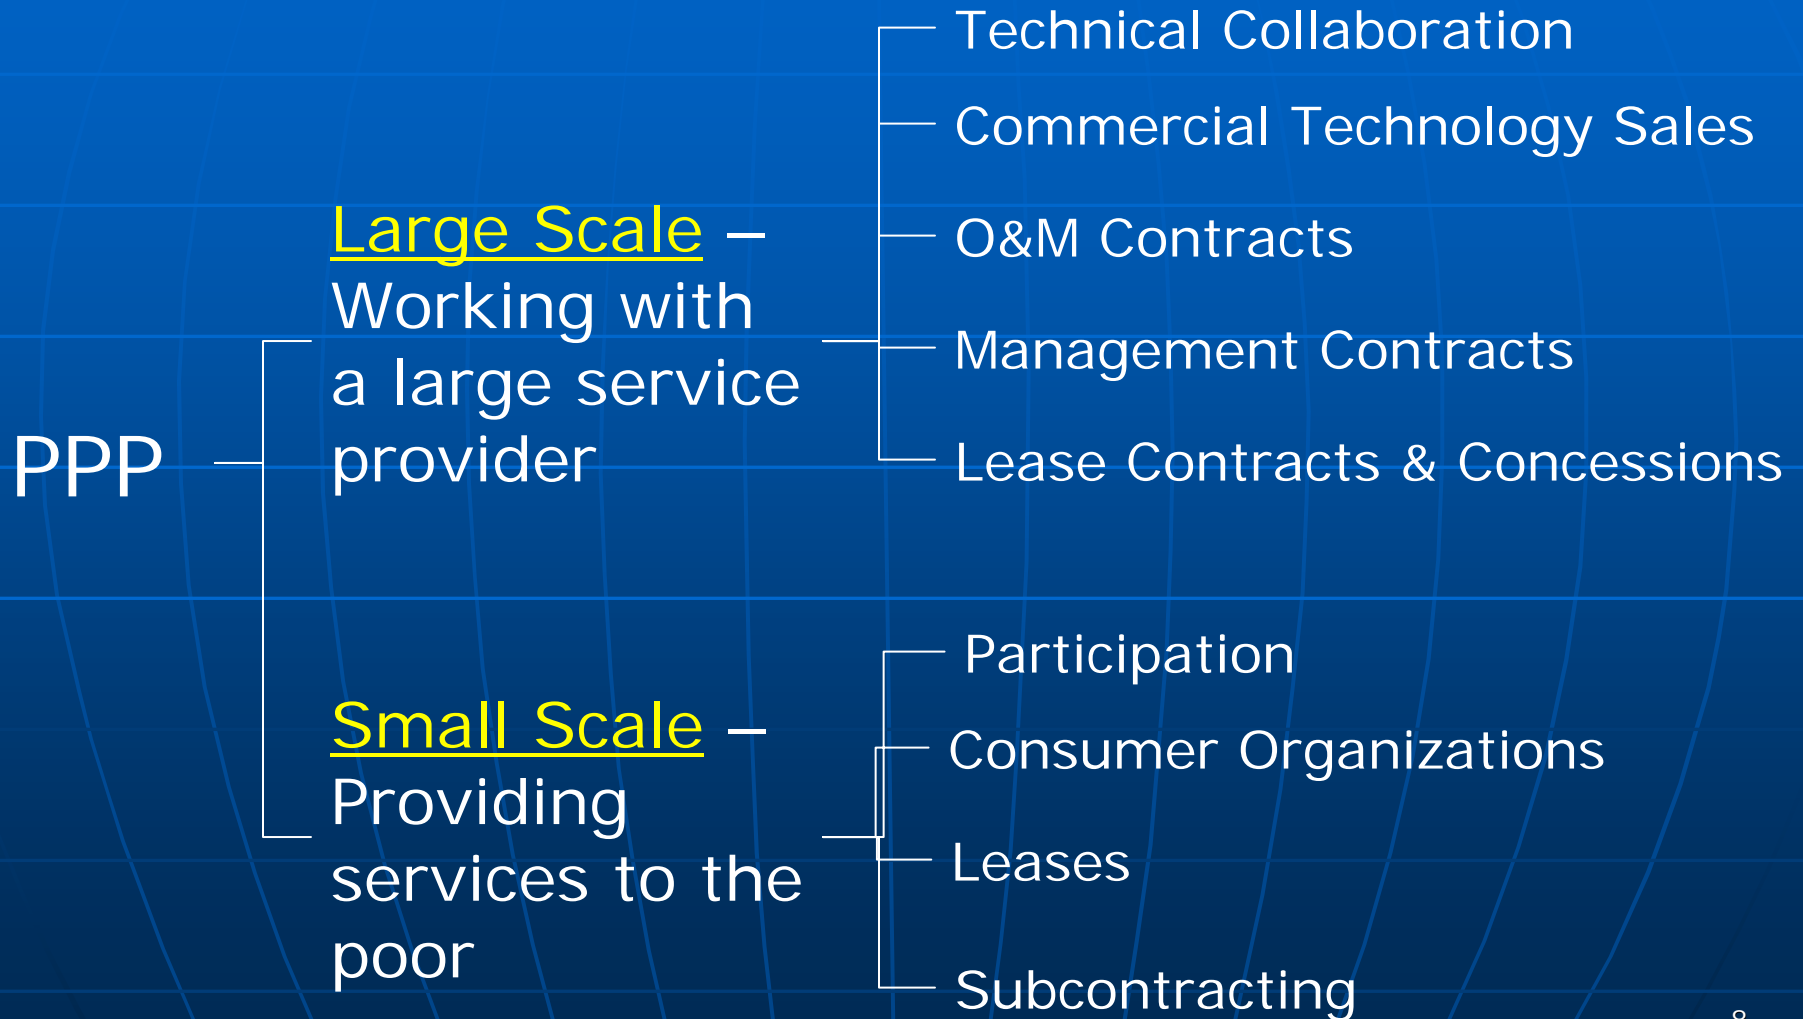 PPP
Large Scale –
Working with
a large service
provider
Technical Collaboration
Commercial Technology Sales
O&M Contracts
Management Contracts
Lease Contracts & Concessions
Small Scale –
Providing
services to the
poor
Participation
Consumer Organizations
Leases
Subcontracting
8